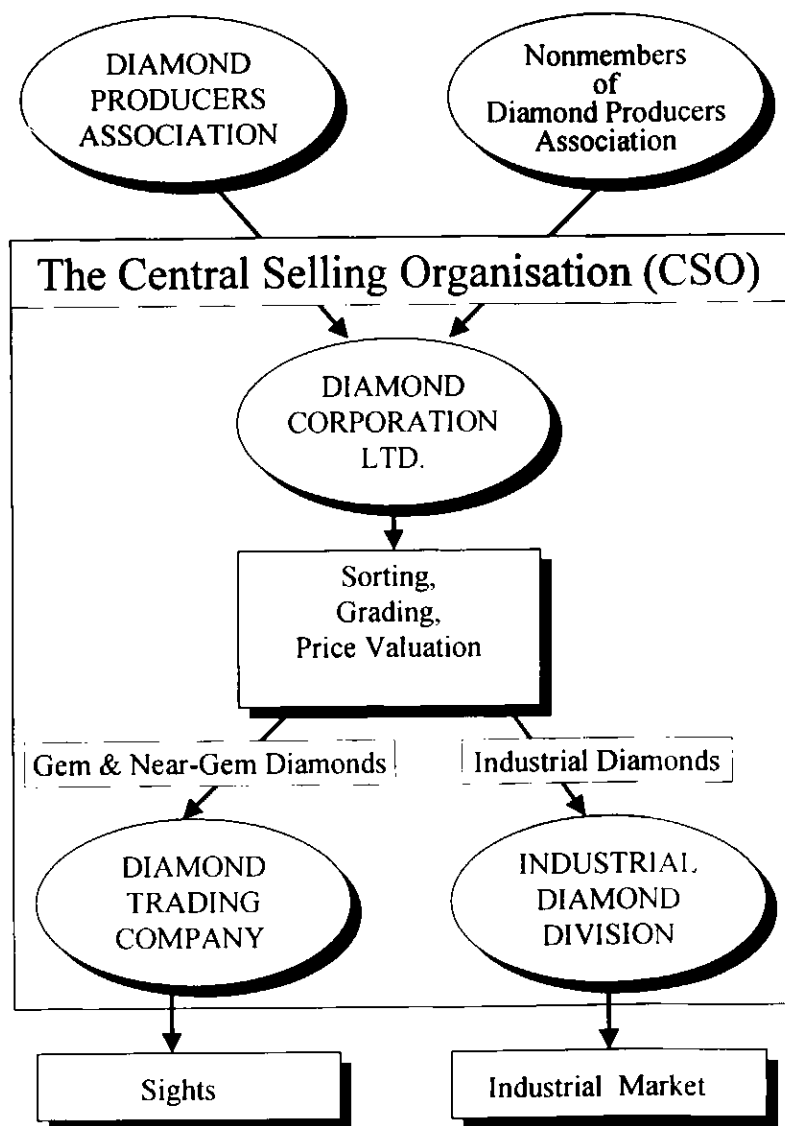 DIAMOND
PRODUCERS
ASSOCIATION
Nonmembers
of
Diamond Producers
Association
The Central Selling Organisation (CSO)
DIAMOND
CORPORATION
LTD.
Sorting,
Grading,
Price Valuation
Gem & Near-Gem Diamonds
Industrial Diamonds
DIAMOND
TRADING
COMPANY
INDUSTRIAL
DIAMOND
DIVISION
Sights
Industrial Market